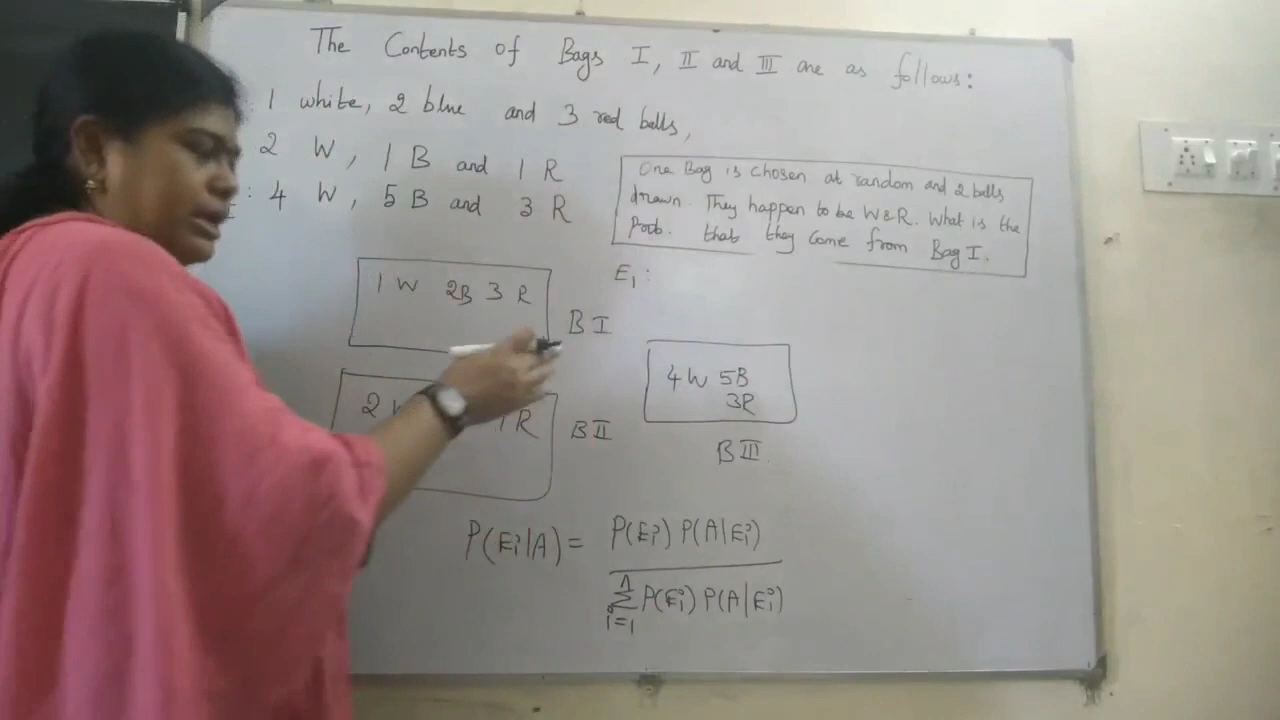 The Contents of Bags I, II and III are as follows:
: 1 white, 2 blue and 3 red balls,
2 W, 1 B and 1 R
: 4 W, 5 B and 3 R
One Bag is chosen at random and 2 balls
drawn. They happen to be W & R. What is the
Prob. that they come from Bag I.
E₁ :
1 W 2B 3 R
B I
2 1R
B II
4W 5B
3R
B III
P(Ei|A) = P(Ei) P(A|Ei)
n
Σ P(Ei) P(A|Ei)
i=1